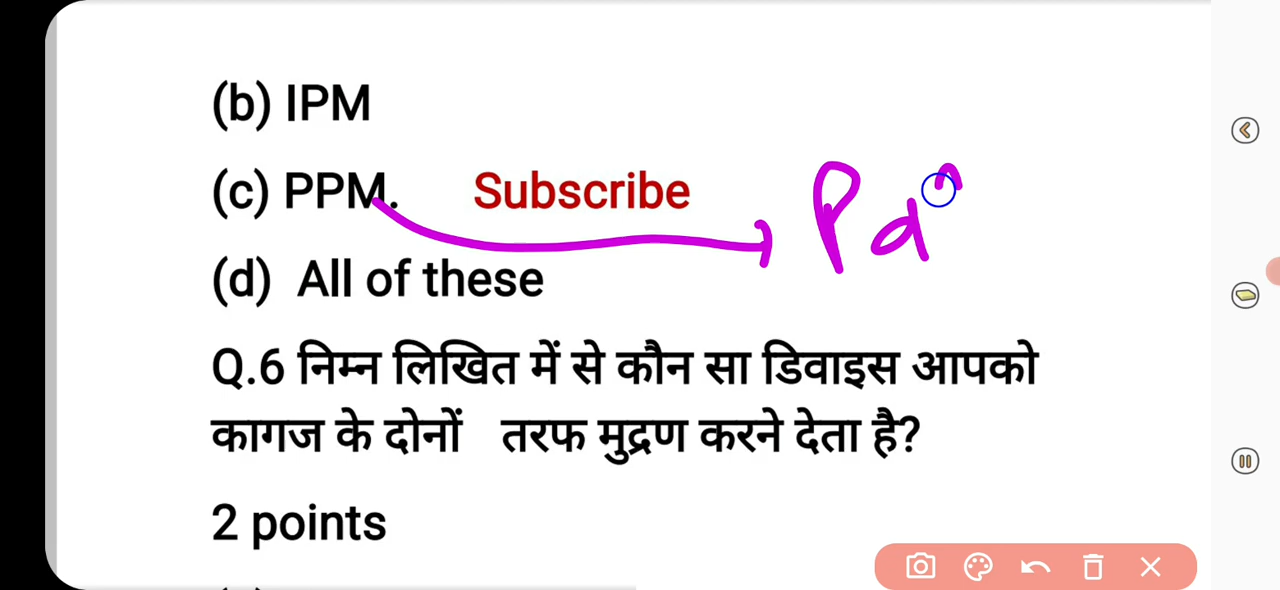 (b) IPM
(c) PPM. Subscribe
(d) All of these
Q.6 निम्न लिखित में से कौन सा डिवाइस आपको
कागज के दोनों तरफ मुद्रण करने देता है?
2 points